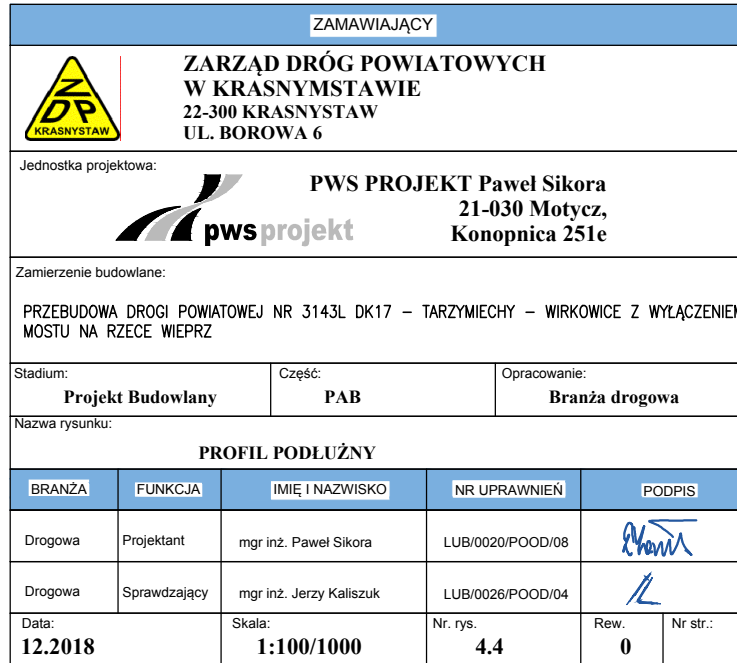 ZAMAWIAJĄCY
ZDP
KRASNYSTAW
ZARZĄD DRÓG POWIATOWYCH
W KRASNYMSTAWIE
22-300 KRASNYSTAW
UL. BOROWA 6
Jednostka projektowa:
pwsprojekt
PWS PROJEKT Paweł Sikora
21-030 Motycz,
Konopnica 251e
Zamierzenie budowlane:
PRZEBUDOWA DROGI POWIATOWEJ NR 3143L DK17 – TARZYMIECHY – WIRKOWICE Z WYŁĄCZENIEM
MOSTU NA RZECE WIEPRZ
Stadium: Część: Opracowanie:
Projekt Budowlany PAB Branża drogowa
Nazwa rysunku:
PROFIL PODŁUŻNY
BRANŻA FUNKCJA IMIĘ I NAZWISKO NR UPRAWNIEŃ PODPIS
Drogowa Projektant mgr inż. Paweł Sikora LUB/0020/POOD/08
Drogowa Sprawdzający mgr inż. Jerzy Kaliszuk LUB/0026/POOD/04
Data: Skala: Nr. rys. Rew. Nr str.:
12.2018 1:100/1000 4.4 0